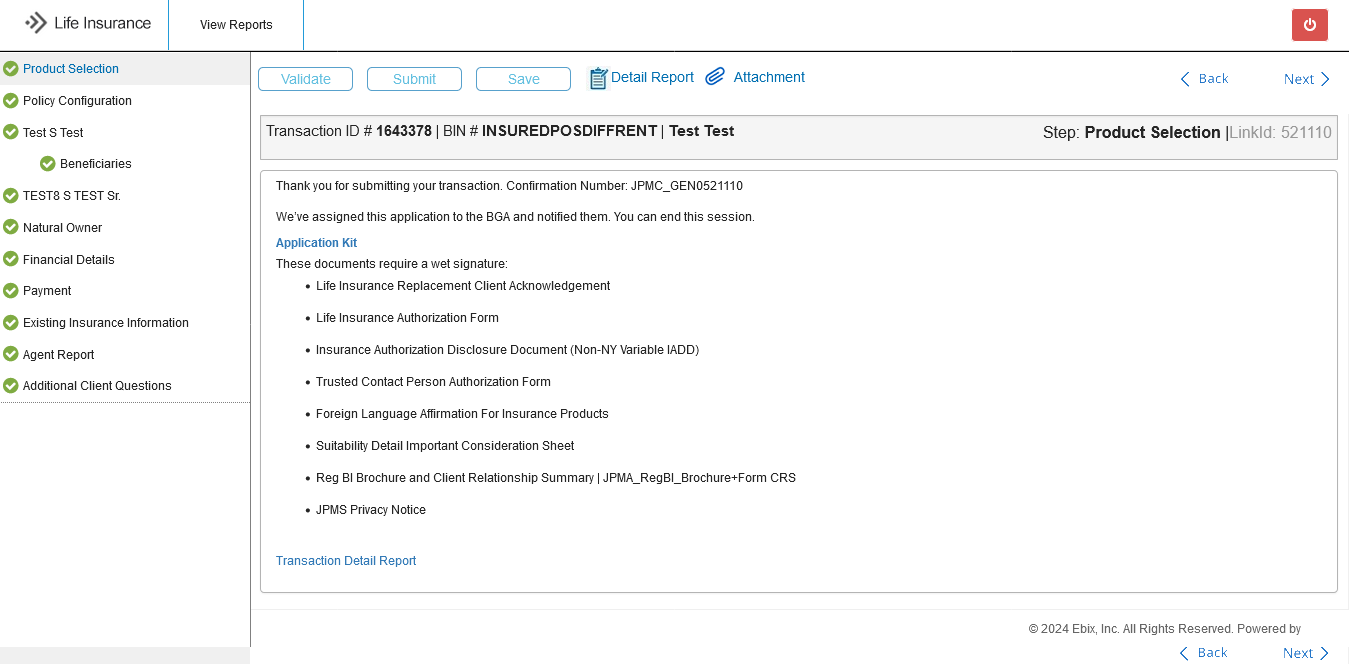 Life Insurance
View Reports
Product Selection
Policy Configuration
Test S Test
Beneficiaries
TEST8 S TEST Sr.
Natural Owner
Financial Details
Payment
Existing Insurance Information
Agent Report
Additional Client Questions
Validate Submit Save Detail Report Attachment Back Next
Transaction ID # 1643378 | BIN # INSUREDPOSDIFFRENT | Test Test Step: Product Selection |LinkId: 521110
Thank you for submitting your transaction. Confirmation Number: JPMC_GEN0521110
We've assigned this application to the BGA and notified them. You can end this session.
Application Kit
These documents require a wet signature:
• Life Insurance Replacement Client Acknowledgement
• Life Insurance Authorization Form
• Insurance Authorization Disclosure Document (Non-NY Variable IADD)
• Trusted Contact Person Authorization Form
• Foreign Language Affirmation For Insurance Products
• Suitability Detail Important Consideration Sheet
• Reg BI Brochure and Client Relationship Summary | JPMA_RegBI_Brochure+Form CRS
• JPMS Privacy Notice
Transaction Detail Report
© 2024 Ebix, Inc. All Rights Reserved. Powered by
Back Next